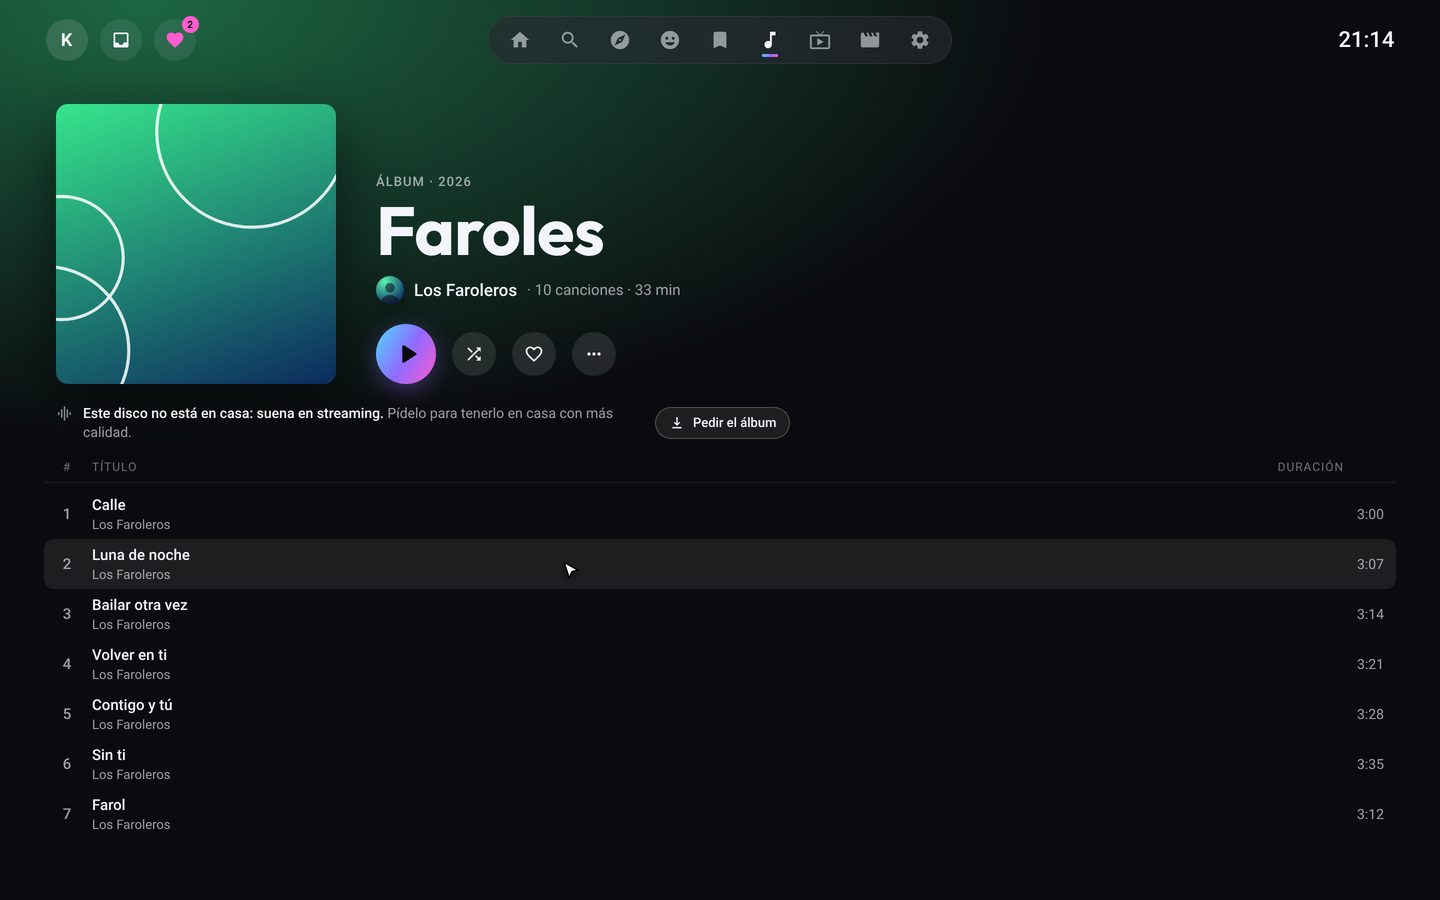 K
2
21:14
ÁLBUM · 2026
Faroles
Los Faroleros · 10 canciones · 33 min
Este disco no está en casa: suena en streaming. Pídelo para tenerlo en casa con más
calidad.
Pedir el álbum
# TÍTULO DURACIÓN
1 Calle 3:00
Los Faroleros
2 Luna de noche 3:07
Los Faroleros
3 Bailar otra vez 3:14
Los Faroleros
4 Volver en ti 3:21
Los Faroleros
5 Contigo y tú 3:28
Los Faroleros
6 Sin ti 3:35
Los Faroleros
7 Farol 3:12
Los Faroleros